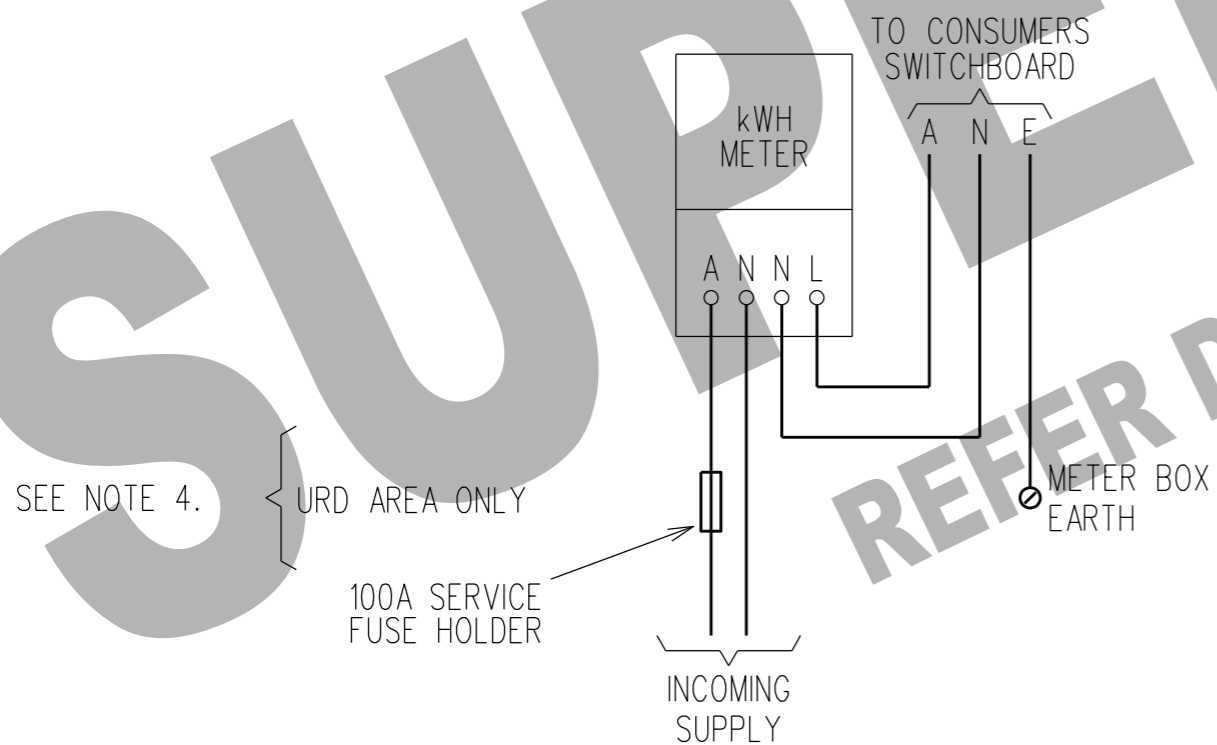 TO CONSUMERS
SWITCHBOARD
A N E
kWH
METER
A N N L
SEE NOTE 4.
URD AREA ONLY
METER BOX
EARTH
100A SERVICE
FUSE HOLDER
INCOMING
SUPPLY
SUPE
REFER D